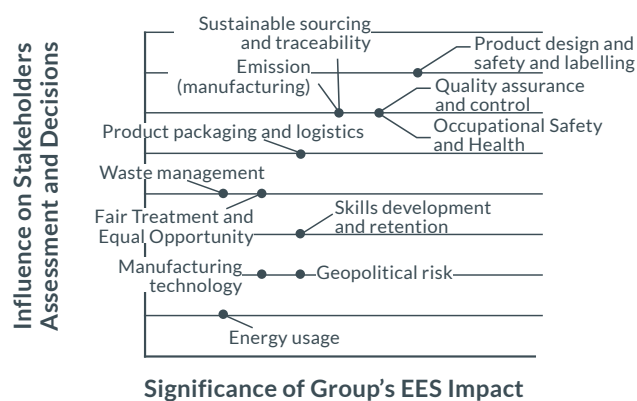 Sustainable sourcing
and traceability
Product design and
safety and labelling
Emission
(manufacturing)
Quality assurance
and control
Product packaging and logistics
Occupational Safety
and Health
Waste management
Fair Treatment and
Equal Opportunity
Skills development
and retention
Manufacturing
technology
Geopolitical risk
Energy usage
Influence on Stakeholders
Assessment and Decisions
Significance of Group’s EES Impact